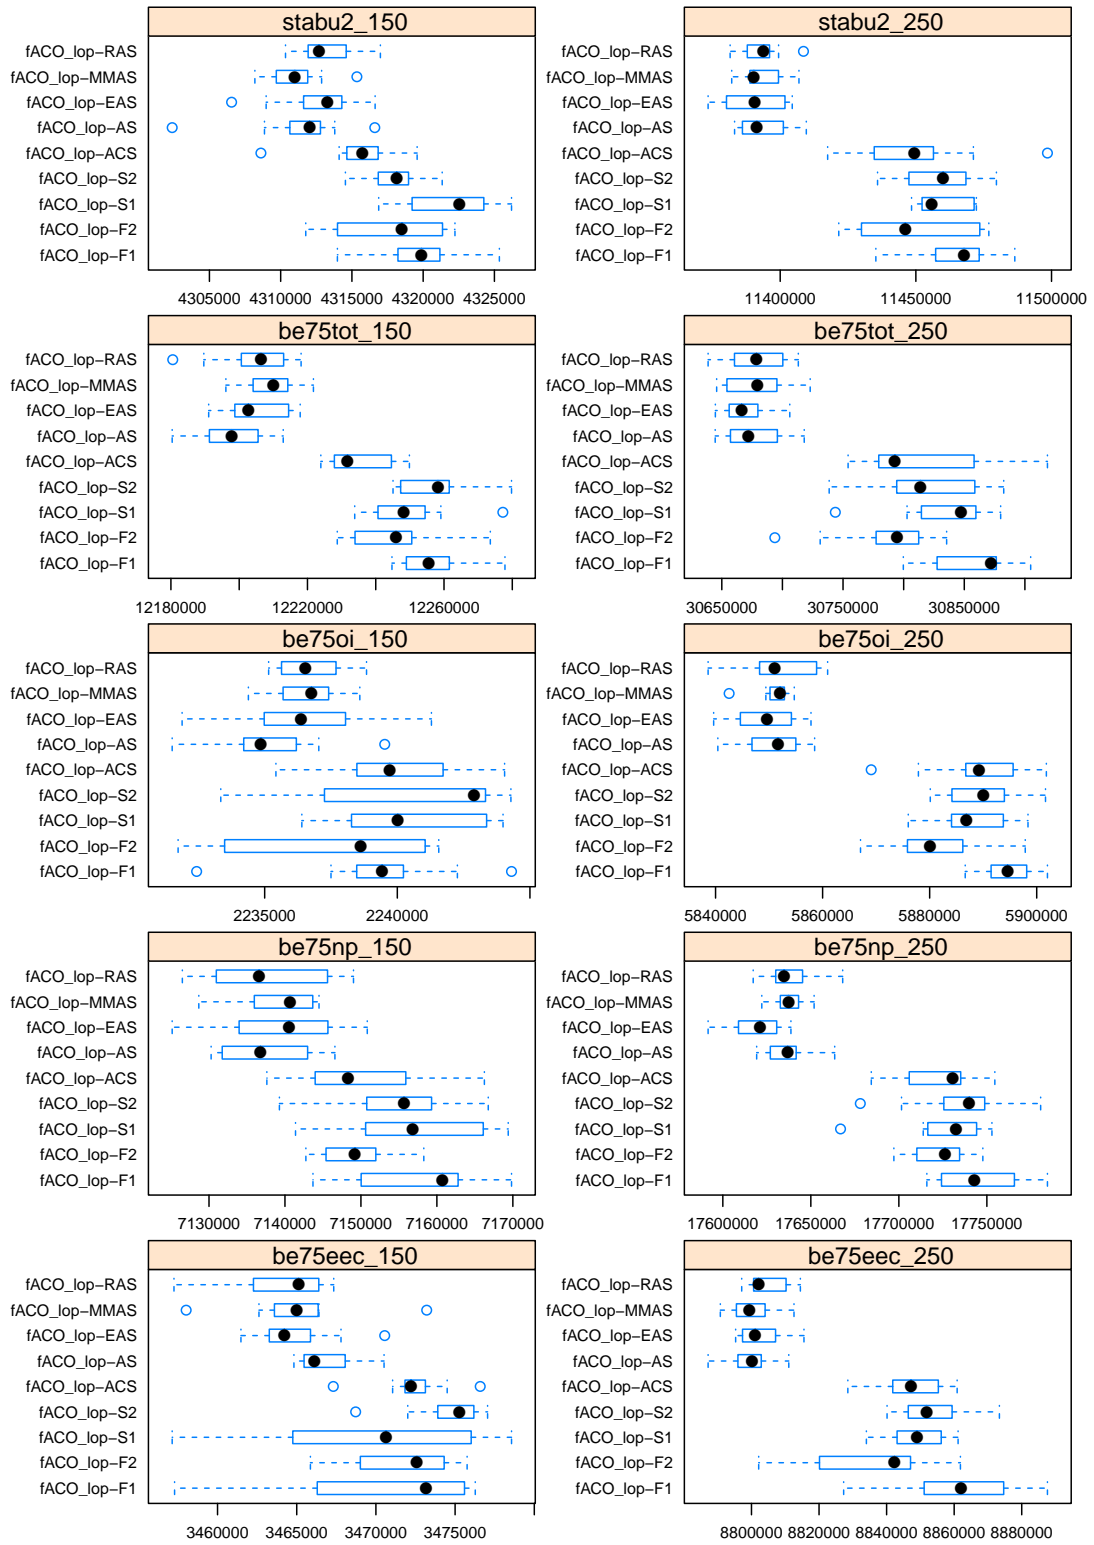 stabu2_150
fACO_lop−RAS
fACO_lop−MMAS
fACO_lop−EAS
fACO_lop−AS
fACO_lop−ACS
fACO_lop−S2
fACO_lop−S1
fACO_lop−F2
fACO_lop−F1
4305000 4310000 4315000 4320000 4325000
stabu2_250
fACO_lop−RAS
fACO_lop−MMAS
fACO_lop−EAS
fACO_lop−AS
fACO_lop−ACS
fACO_lop−S2
fACO_lop−S1
fACO_lop−F2
fACO_lop−F1
11400000 11450000 11500000
be75tot_150
fACO_lop−RAS
fACO_lop−MMAS
fACO_lop−EAS
fACO_lop−AS
fACO_lop−ACS
fACO_lop−S2
fACO_lop−S1
fACO_lop−F2
fACO_lop−F1
12180000 12220000 12260000
be75tot_250
fACO_lop−RAS
fACO_lop−MMAS
fACO_lop−EAS
fACO_lop−AS
fACO_lop−ACS
fACO_lop−S2
fACO_lop−S1
fACO_lop−F2
fACO_lop−F1
30650000 30750000 30850000
be75oi_150
fACO_lop−RAS
fACO_lop−MMAS
fACO_lop−EAS
fACO_lop−AS
fACO_lop−ACS
fACO_lop−S2
fACO_lop−S1
fACO_lop−F2
fACO_lop−F1
2235000 2240000
be75oi_250
fACO_lop−RAS
fACO_lop−MMAS
fACO_lop−EAS
fACO_lop−AS
fACO_lop−ACS
fACO_lop−S2
fACO_lop−S1
fACO_lop−F2
fACO_lop−F1
5840000 5860000 5880000 5900000
be75np_150
fACO_lop−RAS
fACO_lop−MMAS
fACO_lop−EAS
fACO_lop−AS
fACO_lop−ACS
fACO_lop−S2
fACO_lop−S1
fACO_lop−F2
fACO_lop−F1
7130000 7140000 7150000 7160000 7170000
be75np_250
fACO_lop−RAS
fACO_lop−MMAS
fACO_lop−EAS
fACO_lop−AS
fACO_lop−ACS
fACO_lop−S2
fACO_lop−S1
fACO_lop−F2
fACO_lop−F1
17600000 17650000 17700000 17750000
be75eec_150
fACO_lop−RAS
fACO_lop−MMAS
fACO_lop−EAS
fACO_lop−AS
fACO_lop−ACS
fACO_lop−S2
fACO_lop−S1
fACO_lop−F2
fACO_lop−F1
3460000 3465000 3470000 3475000
be75eec_250
fACO_lop−RAS
fACO_lop−MMAS
fACO_lop−EAS
fACO_lop−AS
fACO_lop−ACS
fACO_lop−S2
fACO_lop−S1
fACO_lop−F2
fACO_lop−F1
8800000 8820000 8840000 8860000 8880000